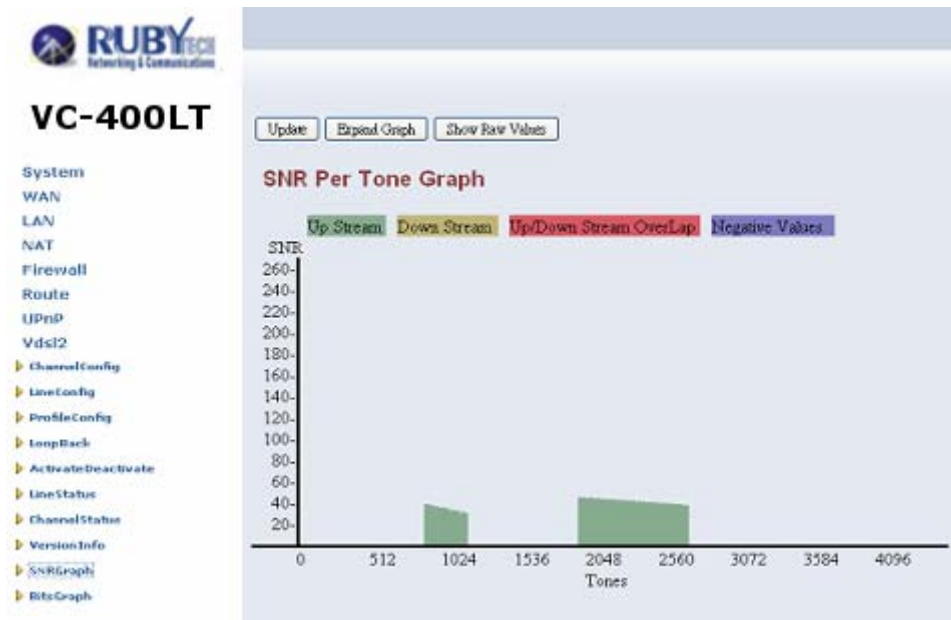 RUBYTECH
Networking & Communications
VC-400LT
System
WAN
LAN
NAT
Firewall
Route
UPnP
Vdsl2
ChannelConfig
LineConfig
ProfileConfig
LoopBack
ActivateDeactivate
LineStatus
ChannelStatus
VersionInfo
SNRGraph
BitsGraph
Update Expand Graph Show Raw Values
SNR Per Tone Graph
Up Stream Down Stream Up/Down Stream OverLap Negative Values
SNR
260-
240-
220-
200-
180-
160-
140-
120-
100-
80-
60-
40-
20-
0 512 1024 1536 2048 2560 3072 3584 4096
Tones